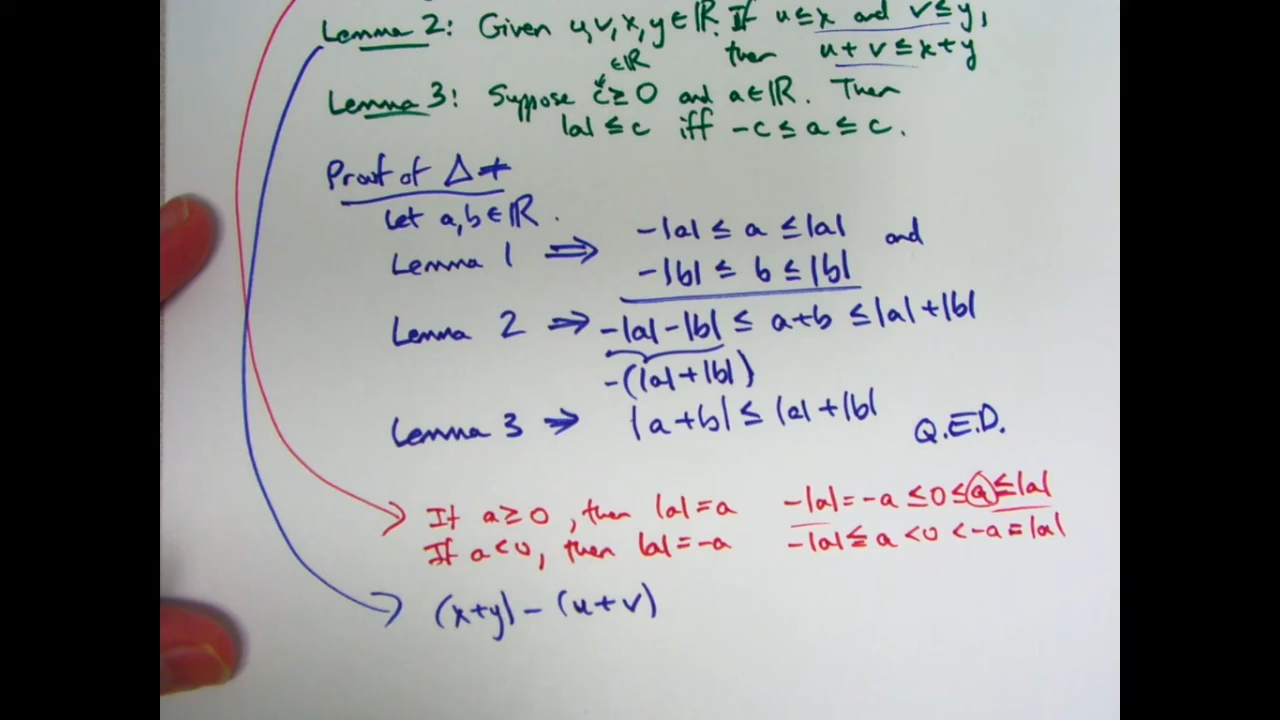 Lemma 2: Given u,v,x,y ∈ ℝ. If u ≤ x and v ≤ y,
then u + v ≤ x + y
∈ℝ
Lemma 3: Suppose c ≥ 0 and a ∈ ℝ. Then
|a| ≤ c iff -c ≤ a ≤ c.
Proof of Δ≠
Let a,b ∈ ℝ.
Lemma 1 ⟹ -|a| ≤ a ≤ |a| and
-|b| ≤ b ≤ |b|
Lemma 2 ⟹ -|a|-|b| ≤ a+b ≤ |a|+|b|
-(|a|+|b|)
Lemma 3 ⟹ |a+b| ≤ |a|+|b|
Q.E.D.
If a ≥ 0, then |a| = a -|a| = -a ≤ 0 ≤ a ≤ |a|
If a < 0, then |a| = -a -|a| ≤ a < 0 < -a = |a|
(x+y) - (u+v)